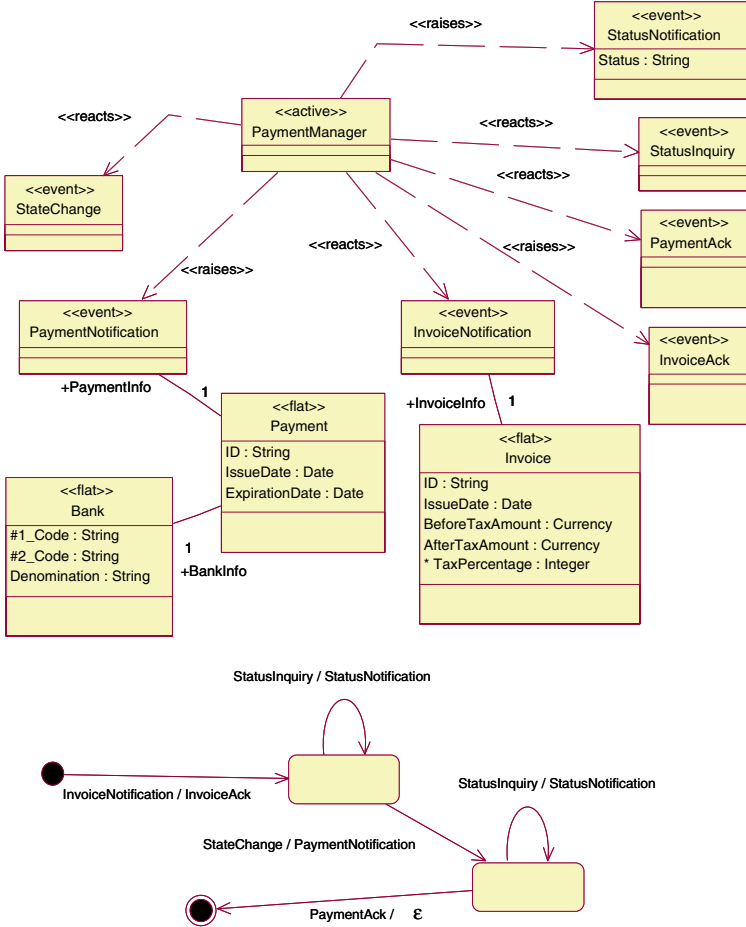 <<raises>>
<<event>>
StatusNotification
Status : String
<<reacts>>
<<active>>
PaymentManager
<<reacts>>
<<event>>
StatusInquiry
<<event>>
StateChange
<<reacts>>
<<event>>
PaymentAck
<<raises>>
<<reacts>>
<<raises>>
<<event>>
PaymentNotification
<<event>>
InvoiceNotification
<<event>>
InvoiceAck
+PaymentInfo
1
+InvoiceInfo
1
<<flat>>
Payment
ID : String
IssueDate : Date
ExpirationDate : Date
<<flat>>
Invoice
ID : String
IssueDate : Date
BeforeTaxAmount : Currency
AfterTaxAmount : Currency
* TaxPercentage : Integer
<<flat>>
Bank
#1_Code : String
#2_Code : String
Denomination : String
1
+BankInfo
StatusInquiry / StatusNotification
InvoiceNotification / InvoiceAck
StatusInquiry / StatusNotification
StateChange / PaymentNotification
PaymentAck / ε